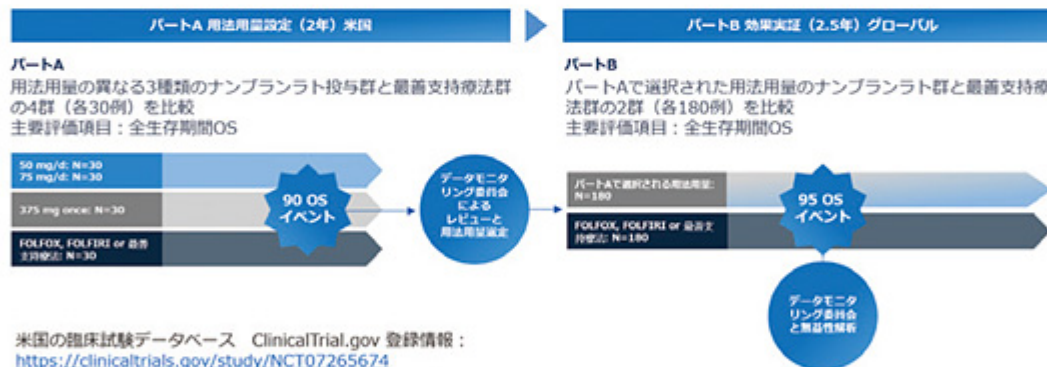 パートA 用法用量設定（2年）米国
パートB 効果実証（2.5年）グローバル
パートA
用法用量の異なる3種類のナンブランラト投与群と最善支持療法群
の4群（各30例）を比較
主要評価項目：全生存期間OS
50 mg/d: N=30
75 mg/d: N=30
375 mg once: N=30
FOLFOX, FOLFIRI or 最善
支持療法: N=30
90 OS
イベント
データモニタ
リング委員会
による
レビューと
用法用量選定
パートB
パートAで選択された用法用量のナンブランラト群と最善支持療
法群の2群（各180例）を比較
主要評価項目：全生存期間OS
パートAで選択される用法用量:
N=180
FOLFOX, FOLFIRI or 最善支
持療法: N=180
95 OS
イベント
データモニタ
リング委員会
と無益性解析
米国の臨床試験データベース ClinicalTrial.gov 登録情報：
https://clinicaltrials.gov/study/NCT07265674